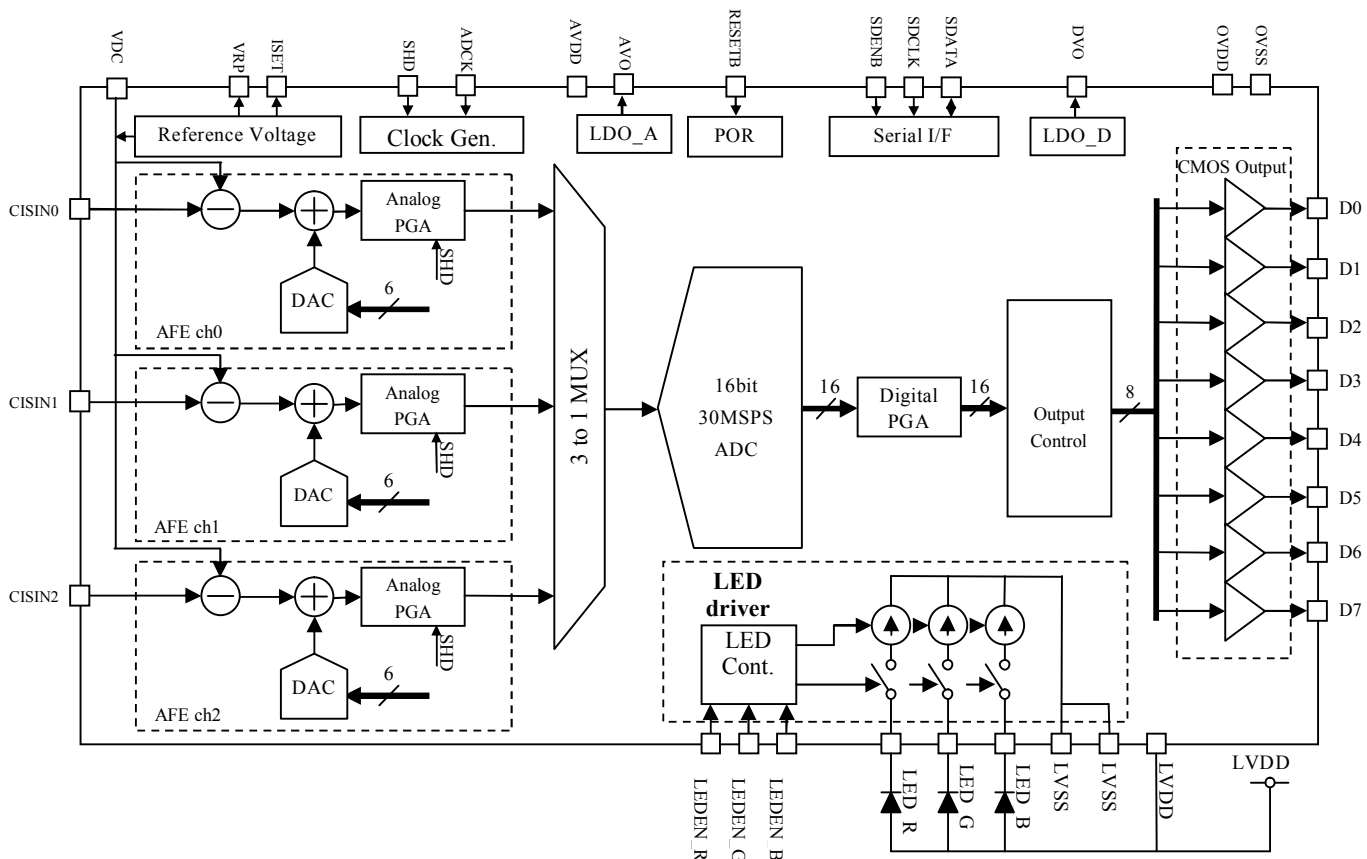 VDC
VRP
ISET
SHD
ADCK
AVDD
AVO
RESETB
SDENB
SDCLK
SDATA
DVO
OVDD
OVSS
Reference Voltage
Clock Gen.
LDO_A
POR
Serial I/F
LDO_D
CMOS Output
CISIN0
Analog
PGA
SHD
DAC
6
AFE ch0
CISIN1
Analog
PGA
SHD
DAC
6
AFE ch1
CISIN2
Analog
PGA
SHD
DAC
6
AFE ch2
3 to 1 MUX
16bit
30MSPS
ADC
16
Digital
PGA
16
Output
Control
8
D0
D1
D2
D3
D4
D5
D6
D7
LED
driver
LED
Cont.
LEDEN_R
LEDEN_G
LEDEN_B
LED_R
LED_G
LED_B
LVSS
LVSS
LVDD
LVDD